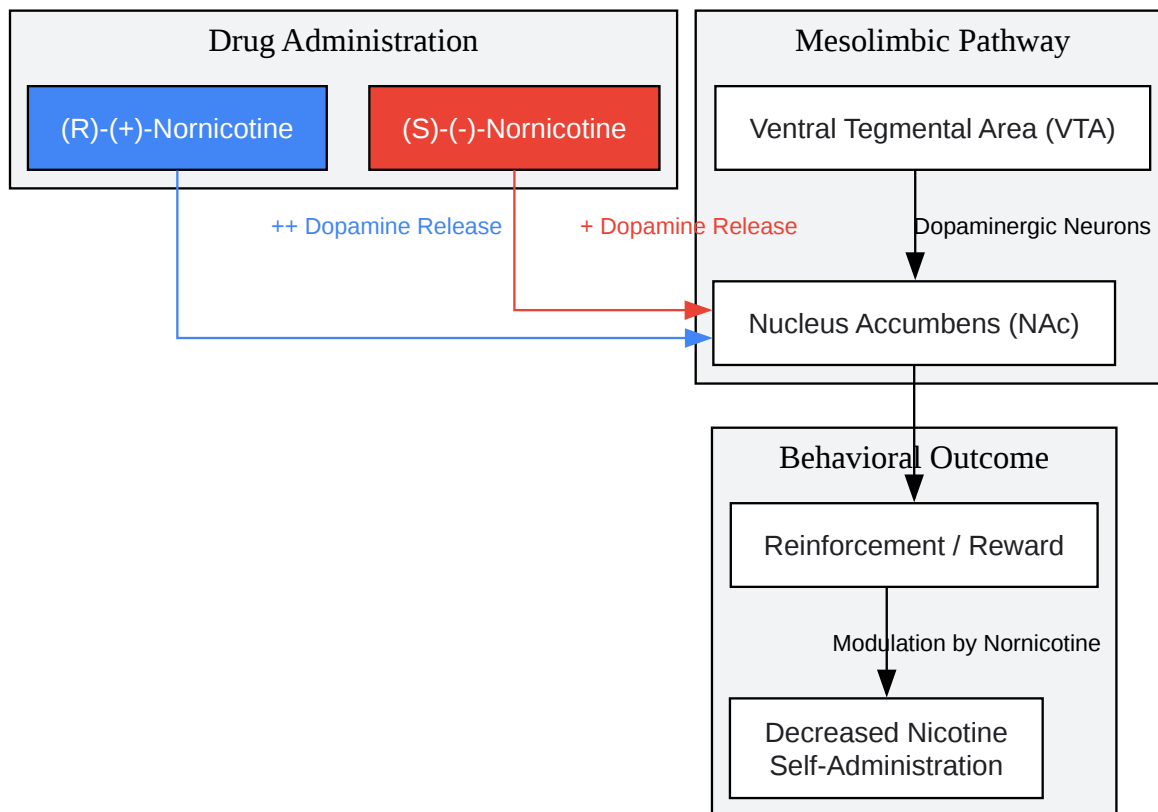 Drug Administration
Mesolimbic Pathway
(R)-(+)-Nornicotine
(S)-(-)-Nornicotine
Ventral Tegmental Area (VTA)
++ Dopamine Release
+ Dopamine Release
Dopaminergic Neurons
Nucleus Accumbens (NAc)
Behavioral Outcome
Reinforcement / Reward
Modulation by Nornicotine
Decreased Nicotine
Self-Administration